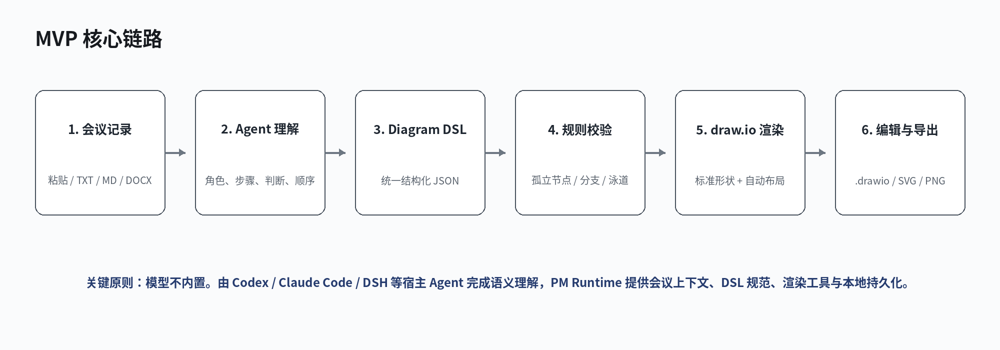 MVP 核心链路
1. 会议记录
粘贴 / TXT / MD / DOCX
2. Agent 理解
角色、步骤、判断、顺序
3. Diagram DSL
统一结构化 JSON
4. 规则校验
孤立节点 / 分支 / 泳道
5. draw.io 渲染
标准形状 + 自动布局
6. 编辑与导出
.drawio / SVG / PNG
关键原则：模型不内置。由 Codex / Claude Code / DSH 等宿主 Agent 完成语义理解，PM Runtime 提供会议上下文、DSL 规范、渲染工具与本地持久化。